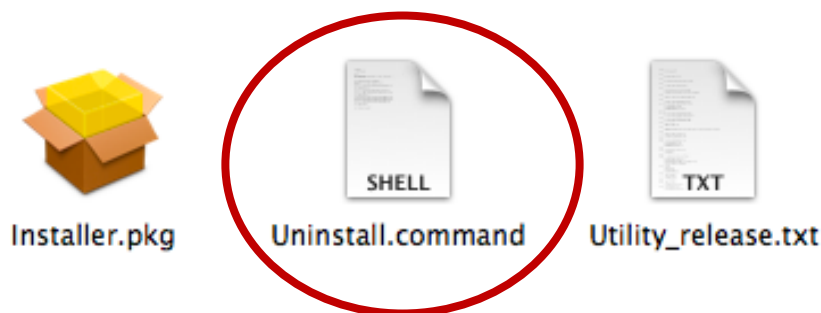 SHELL
TXT
Installer.pkg
Uninstall.command
Utility_release.txt